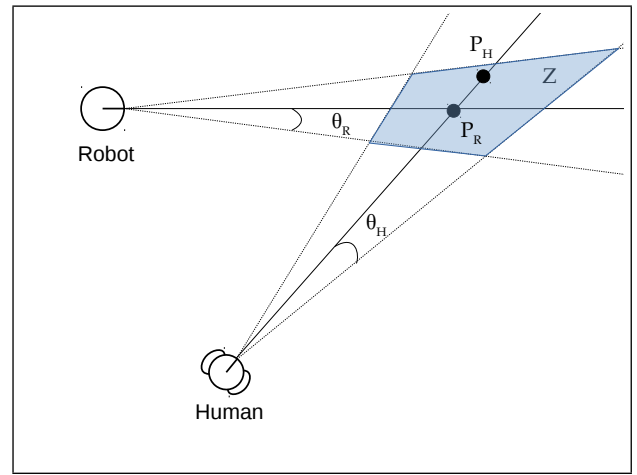 P_H
Z
θ_R
P_R
Robot
θ_H
Human